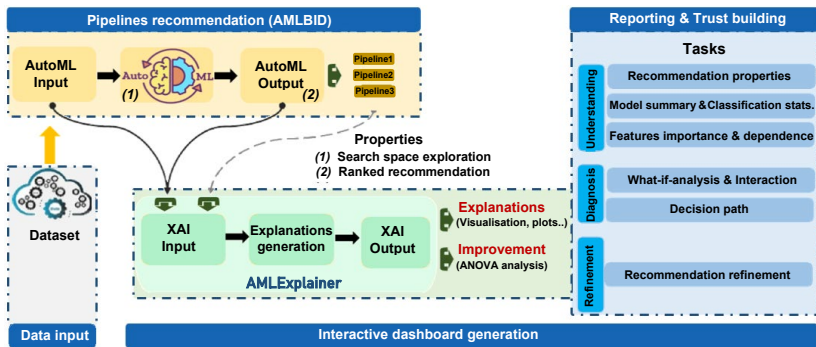 Pipelines recommendation (AMLBID)
AutoML
Input
Auto
ML
(1)
AutoML
Output
(2)
Pipeline1
Pipeline2
Pipeline3
Properties
(1) Search space exploration
(2) Ranked recommendation
Dataset
Data input
XAI
Input
Explanations
generation
XAI
Output
AMLExplainer
Explanations
(Visualisation, plots..)
Improvement
(ANOVA analysis)
Interactive dashboard generation
Reporting & Trust building
Tasks
Understanding
Recommendation properties
Model summary &Classification stats.
Features importance & dependence
Diagnosis
What-if-analysis & Interaction
Decision path
Refinement
Recommendation refinement